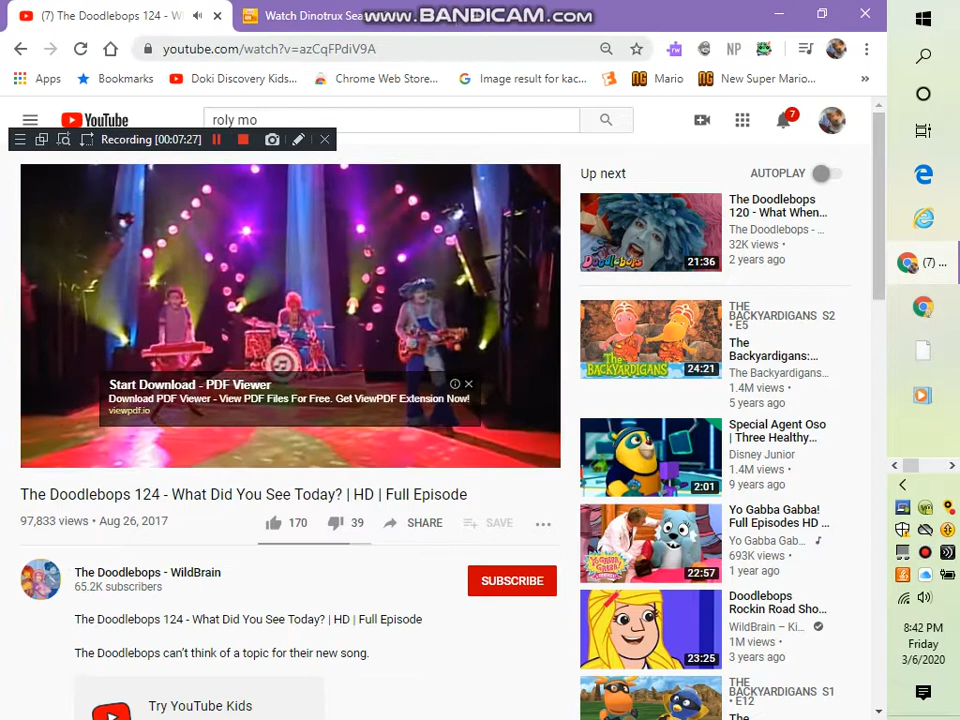 The Doodlebops 124 - Wi
Watch Dinotrux Sea
www.BANDICAM.com
youtube.com/watch?v=azCqFPdiV9A
NP
Apps
Bookmarks
Doki Discovery Kids...
Chrome Web Store...
Image result for kac...
Mario
New Super Mario...
»
YouTube
roly mo
7
Recording [00:07:27]
Start Download - PDF Viewer
Download PDF Viewer - View PDF Files For Free. Get ViewPDF Extension Now!
viewpdf.io
The Doodlebops 124 - What Did You See Today? | HD | Full Episode
97,833 views • Aug 26, 2017
170
39
SHARE
SAVE
The Doodlebops - WildBrain
65.2K subscribers
SUBSCRIBE
The Doodlebops 124 - What Did You See Today? | HD | Full Episode
The Doodlebops can't think of a topic for their new song.
Try YouTube Kids
Up next
AUTOPLAY
Doodlebops
21:36
The Doodlebops
120 - What When...
The Doodlebops - ...
32K views •
2 years ago
The
BACKYARDIGANS
24:21
THE
BACKYARDIGANS S2
• E5
The
Backyardigans:...
The Backyardigans...
1.4M views •
5 years ago
2:01
Special Agent Oso
| Three Healthy...
Disney Junior
1.4M views •
9 years ago
22:57
Yo Gabba Gabba!
Full Episodes HD ...
Yo Gabba Gab...
693K views •
1 year ago
23:25
Doodlebops
Rockin Road Sho...
WildBrain – Ki...
1M views •
3 years ago
THE
BACKYARDIGANS S1
• E12
The
(7) ...
8:42 PM
Friday
3/6/2020